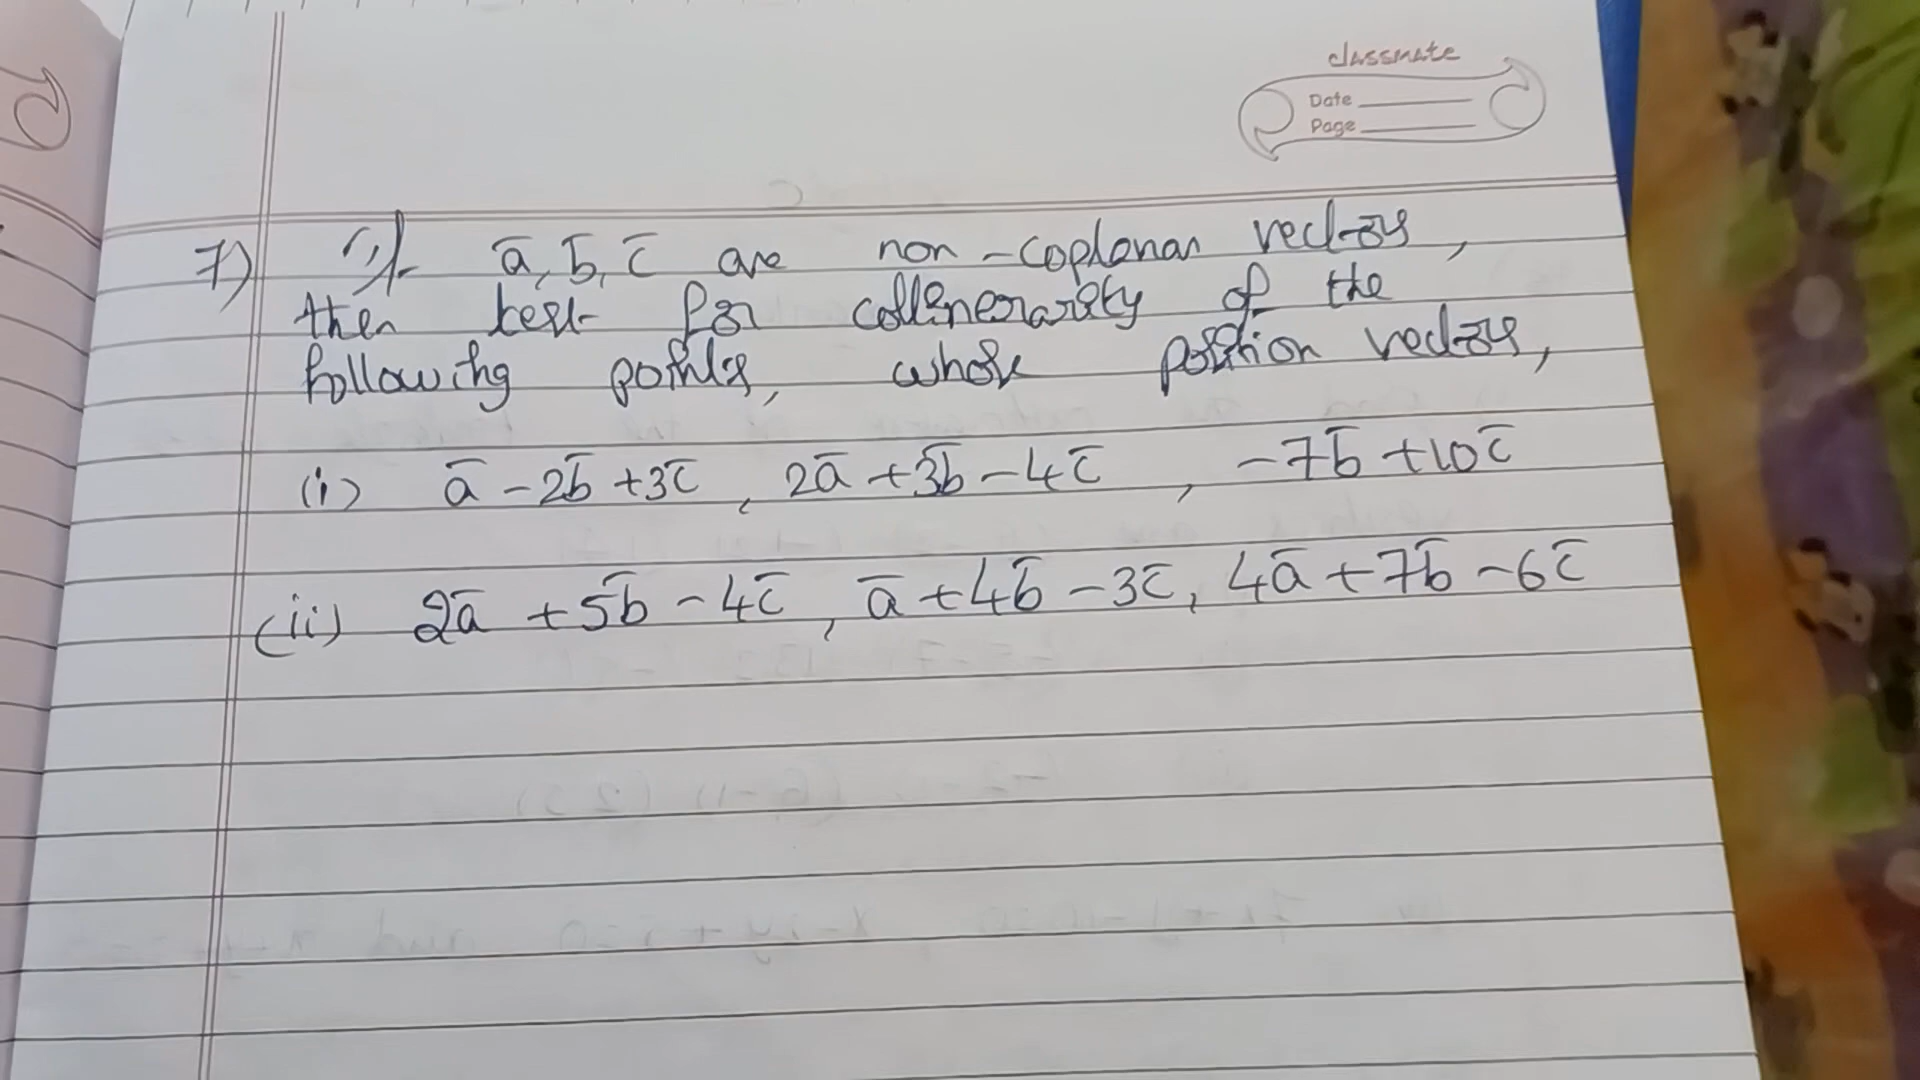 classmate
Date
Page
7) If ā, b̄, c̄ are non-coplanar vectors,
then test for collinearity of the
following points, whose position vectors,
(i) ā - 2b̄ + 3c̄, 2ā + 3b̄ - 4c̄, -7b̄ + 10c̄
(ii) 2ā + 5b̄ - 4c̄, ā + 4b̄ - 3c̄, 4ā + 7b̄ - 6c̄